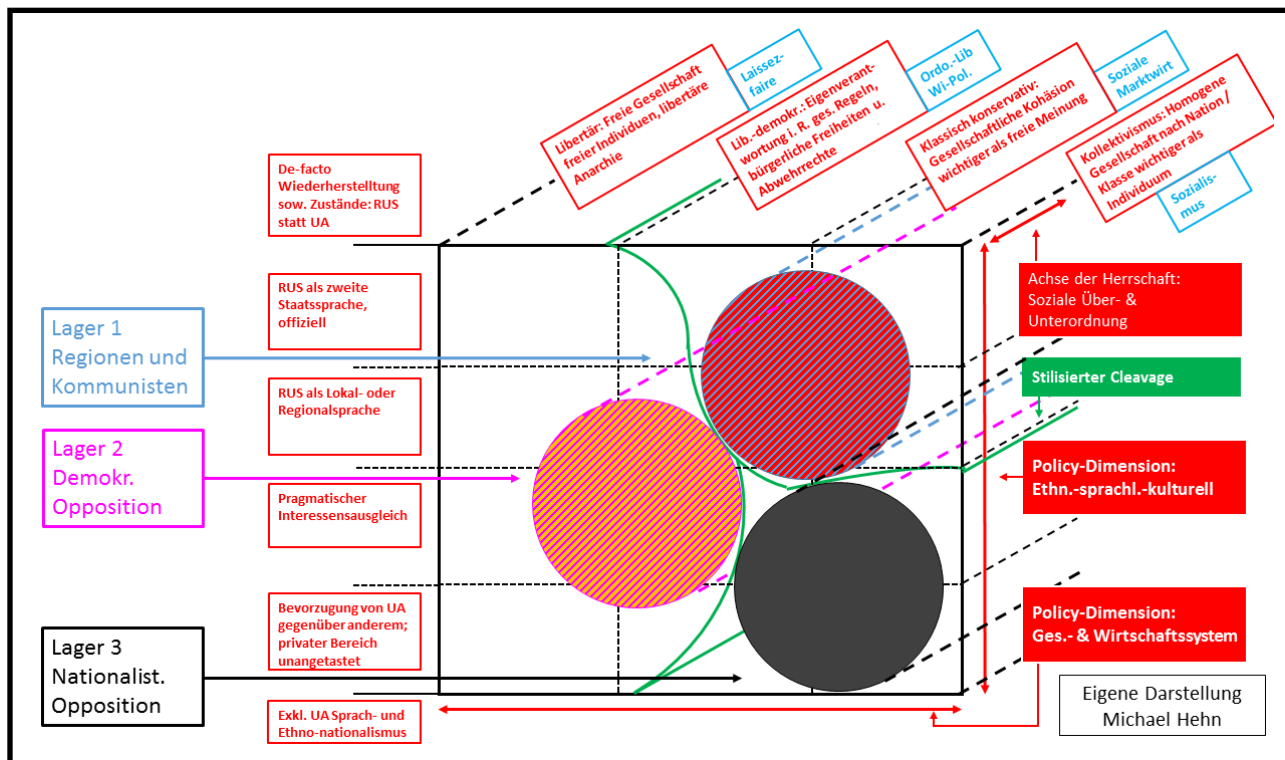 Libertär: Freie Gesellschaft
freier Individuen, libertäre
Anarchie
Laissez-
faire
Lib.-demokr.: Eigenverant-
wortung i. R. ges. Regeln,
bürgerliche Freiheiten u.
Abwehrrechte
Ordo.-Lib
Wi-Pol.
Klassisch konservativ:
Gesellschaftliche Kohäsion
wichtiger als freie Meinung
Soziale
Marktwirt
Kollektivismus: Homogene
Gesellschaft nach Nation /
Klasse wichtiger als
Individuum
Sozialis-
mus
De-facto
Wiederherstelltung
sow. Zustände: RUS
statt UA
RUS als zweite
Staatssprache,
offiziell
RUS als Lokal- oder
Regionalsprache
Pragmatischer
Interessensausgleich
Bevorzugung von UA
gegenüber anderem;
privater Bereich
unangetastet
Exkl. UA Sprach- und
Ethno-nationalismus
Lager 1
Regionen und
Kommunisten
Lager 2
Demokr.
Opposition
Lager 3
Nationalist.
Opposition
Achse der Herrschaft:
Soziale Über- &
Unterordnung
Stilisierter Cleavage
Policy-Dimension:
Ethn.-sprachl.-kulturell
Policy-Dimension:
Ges.- & Wirtschaftssystem
Eigene Darstellung
Michael Hehn